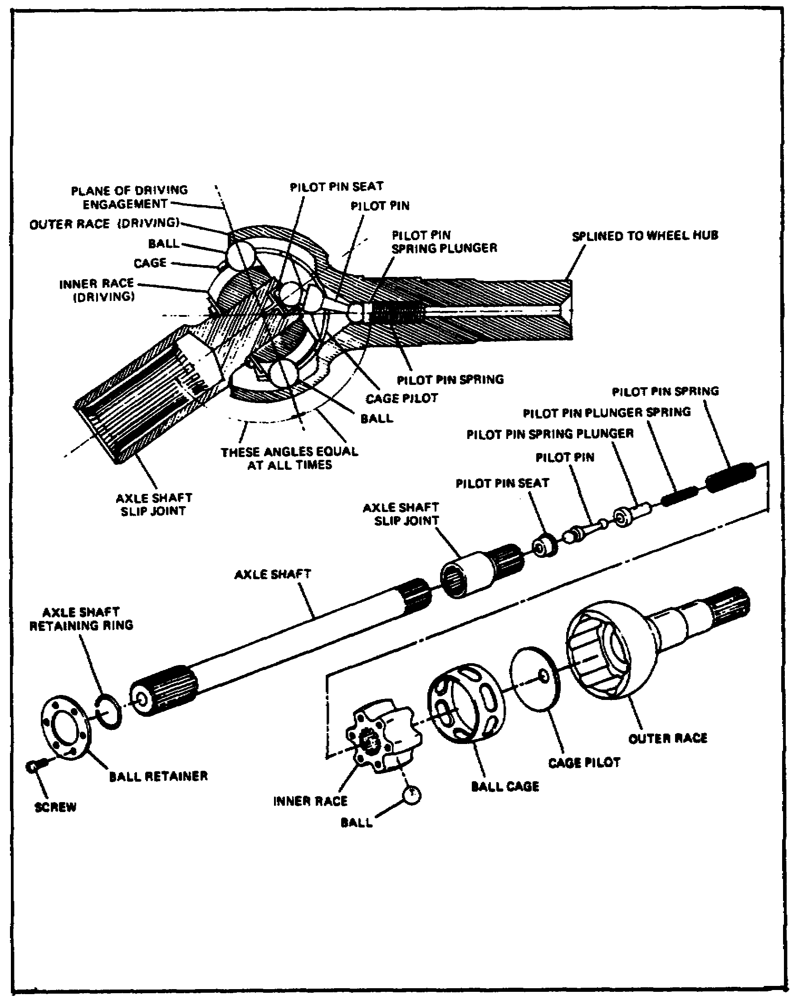 PLANE OF DRIVING
ENGAGEMENT
OUTER RACE (DRIVING)
BALL
CAGE
INNER RACE
(DRIVING)
PILOT PIN SEAT
PILOT PIN
PILOT PIN
SPRING PLUNGER
SPLINED TO WHEEL HUB
PILOT PIN SPRING
CAGE PILOT
BALL
THESE ANGLES EQUAL
AT ALL TIMES
AXLE SHAFT
SLIP JOINT
PILOT PIN SPRING
PILOT PIN PLUNGER SPRING
PILOT PIN SPRING PLUNGER
PILOT PIN
PILOT PIN SEAT
AXLE SHAFT
SLIP JOINT
AXLE SHAFT
AXLE SHAFT
RETAINING RING
BALL RETAINER
SCREW
INNER RACE
BALL
BALL CAGE
CAGE PILOT
OUTER RACE